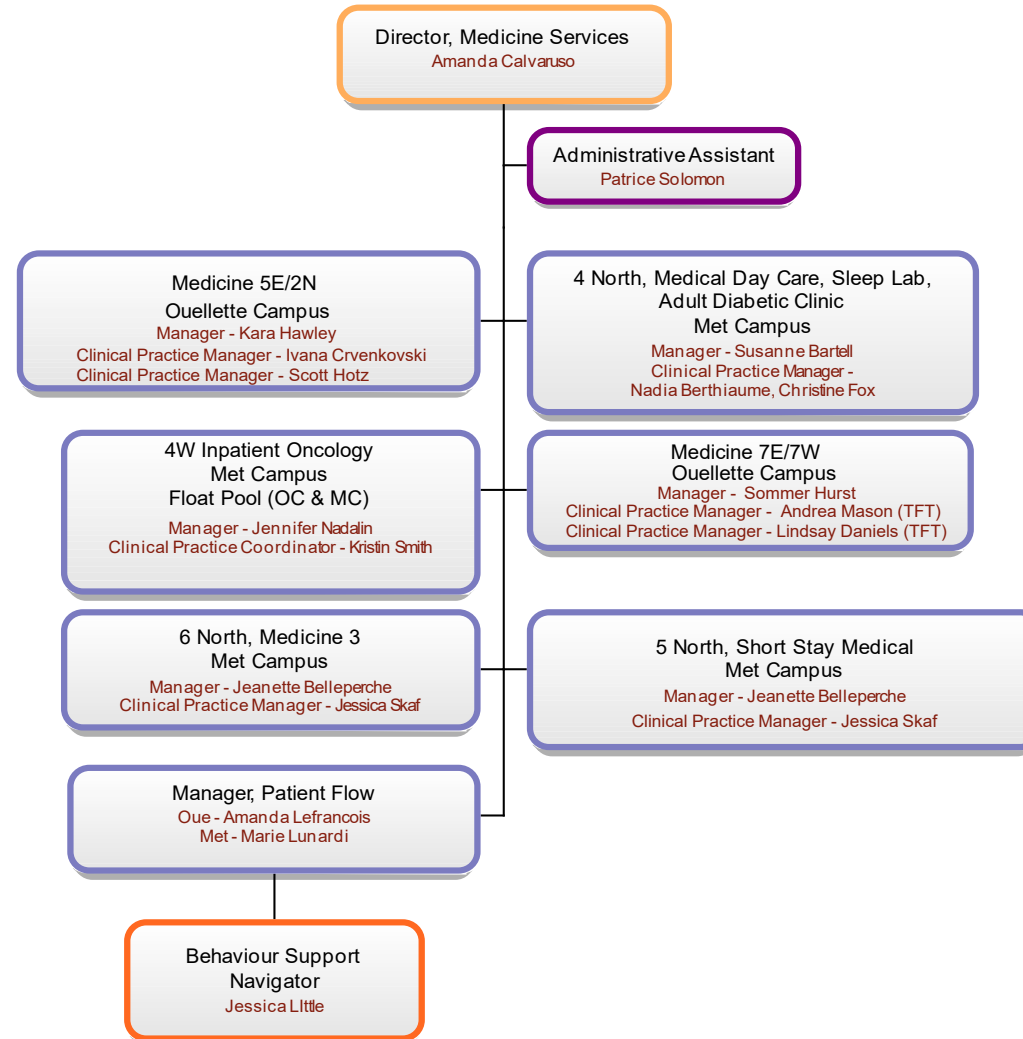 Director, Medicine Services
Amanda Calvaruso
Administrative Assistant
Patrice Solomon
Medicine 5E/2N
Ouellette Campus
Manager - Kara Hawley
Clinical Practice Manager - Ivana Crvenkovski
Clinical Practice Manager - Scott Hotz
4 North, Medical Day Care, Sleep Lab,
Adult Diabetic Clinic
Met Campus
Manager - Susanne Bartell
Clinical Practice Manager -
Nadia Berthiaume, Christine Fox
4W Inpatient Oncology
Met Campus
Float Pool (OC & MC)
Manager - Jennifer Nadalin
Clinical Practice Coordinator - Kristin Smith
Medicine 7E/7W
Ouellette Campus
Manager - Sommer Hurst
Clinical Practice Manager - Andrea Mason (TFT)
Clinical Practice Manager - Lindsay Daniels (TFT)
6 North, Medicine 3
Met Campus
Manager - Jeanette Belleperche
Clinical Practice Manager - Jessica Skaf
5 North, Short Stay Medical
Met Campus
Manager - Jeanette Belleperche
Clinical Practice Manager - Jessica Skaf
Manager, Patient Flow
Oue - Amanda Lefrancois
Met - Marie Lunardi
Behaviour Support
Navigator
Jessica LIttle